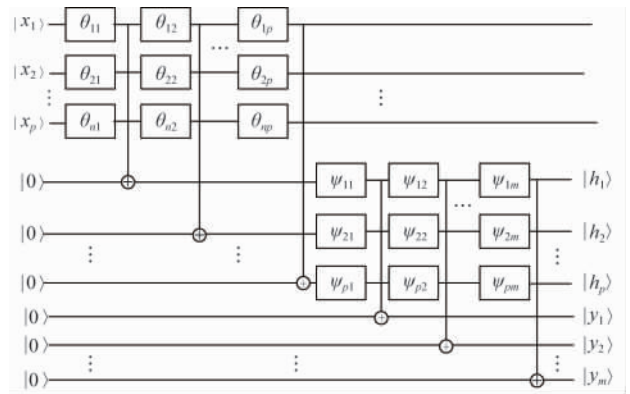 |x₁⟩ θ₁₁ θ₁₂ ... θ₁ₚ
|x₂⟩ θ₂₁ θ₂₂ θ₂ₚ
⋮ ⋮
|xₚ⟩ θₙ₁ θₙ₂ θₙₚ
|0⟩ ψ₁₁ ψ₁₂ ψ₁ₘ |h₁⟩
...
|0⟩ ψ₂₁ ψ₂₂ ψ₂ₘ |h₂⟩
⋮ ⋮ ⋮
|0⟩ ψₚ₁ ψₚ₂ ψₚₘ |hₚ⟩
|0⟩ |y₁⟩
|0⟩ |y₂⟩
⋮ ⋮ ⋮
|0⟩ |yₘ⟩